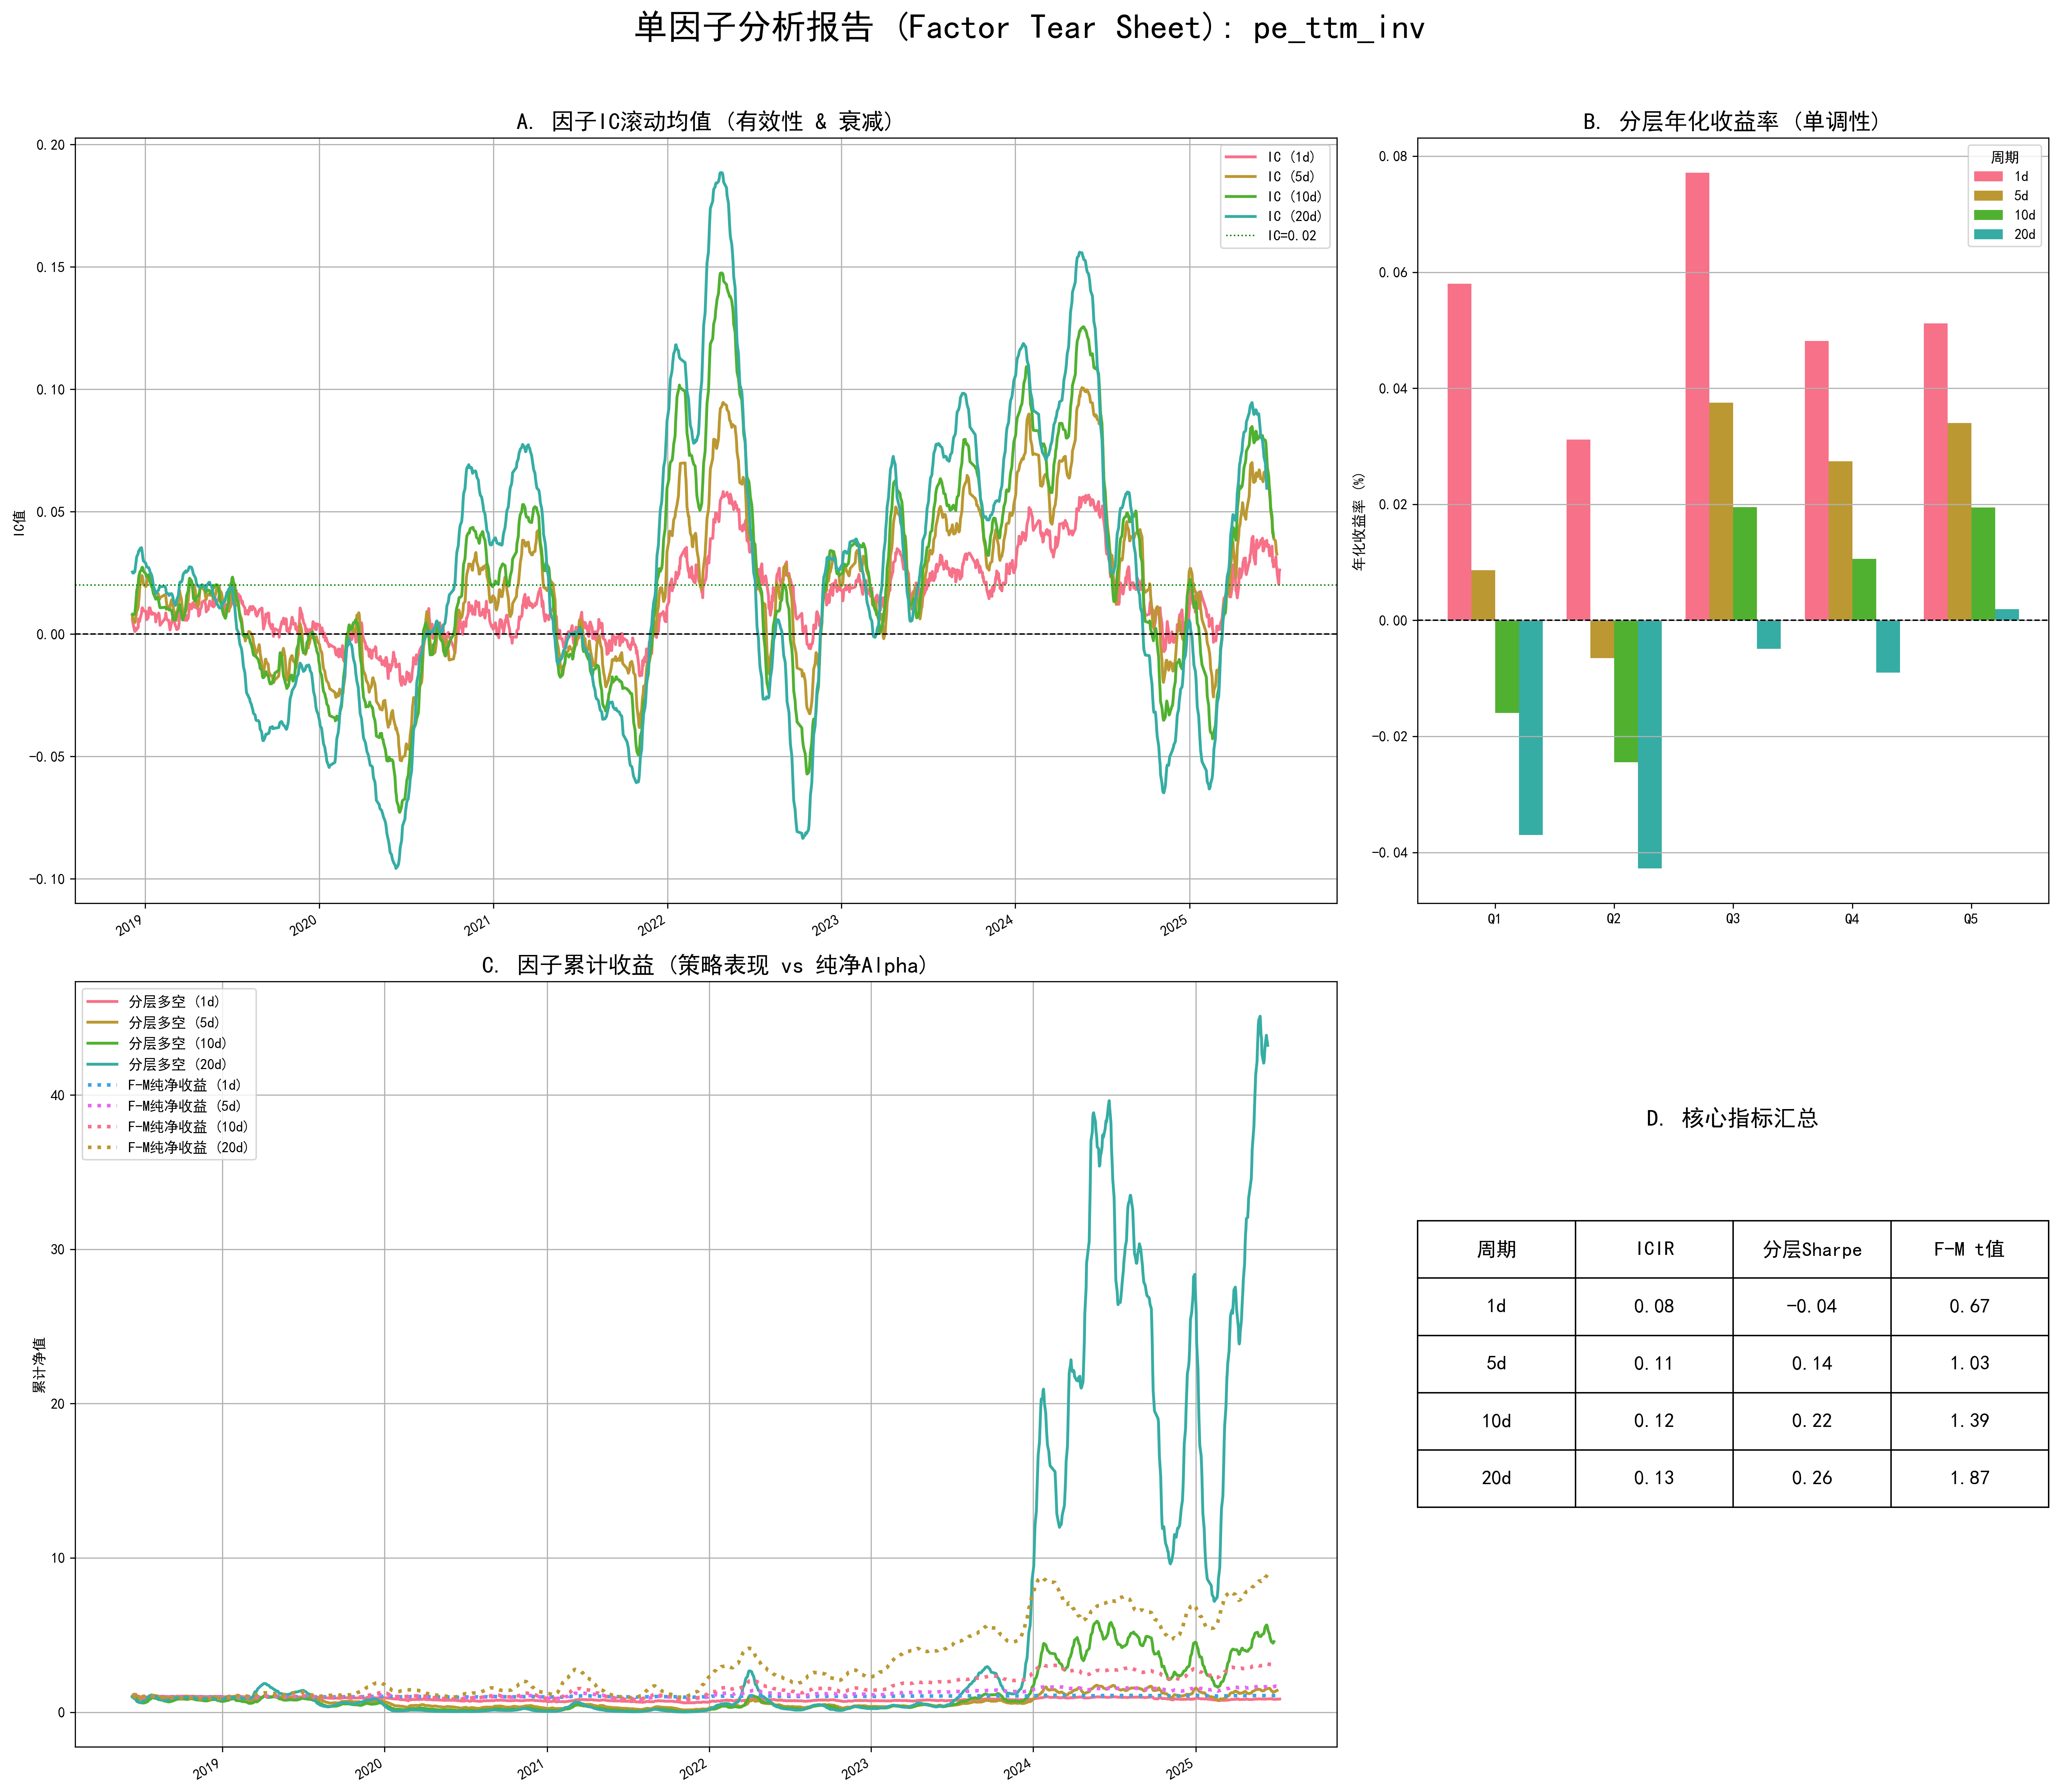 单因子分析报告 (Factor Tear Sheet): pe_ttm_inv
A. 因子IC滚动均值 (有效性 & 衰减)
IC值
0.20
0.15
0.10
0.05
0.00
-0.05
-0.10
2019
2020
2021
2022
2023
2024
2025
IC (1d)
IC (5d)
IC (10d)
IC (20d)
IC=0.02
B. 分层年化收益率 (单调性)
年化收益率 (%)
0.08
0.06
0.04
0.02
0.00
-0.02
-0.04
Q1
Q2
Q3
Q4
Q5
周期
1d
5d
10d
20d
C. 因子累计收益 (策略表现 vs 纯净Alpha)
累计净值
40
30
20
10
0
2019
2020
2021
2022
2023
2024
2025
分层多空 (1d)
分层多空 (5d)
分层多空 (10d)
分层多空 (20d)
F-M纯净收益 (1d)
F-M纯净收益 (5d)
F-M纯净收益 (10d)
F-M纯净收益 (20d)
D. 核心指标汇总
周期 ICIR 分层Sharpe F-M t值
1d 0.08 -0.04 0.67
5d 0.11 0.14 1.03
10d 0.12 0.22 1.39
20d 0.13 0.26 1.87